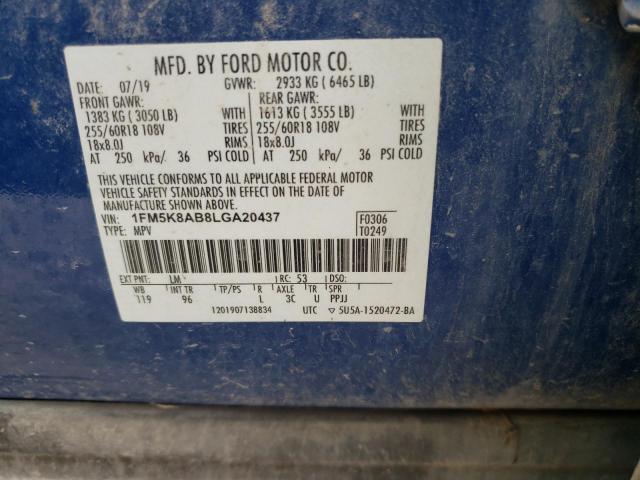 MFD. BY FORD MOTOR CO.
DATE: 07/19 GVWR: 2933 KG ( 6465 LB)
FRONT GAWR: REAR GAWR:
1383 KG ( 3050 LB) WITH 1613 KG ( 3555 LB) WITH
255/60R18 108V TIRES 255/60R18 108V TIRES
18x8.0J RIMS 18x8.0J RIMS
AT 250 kPa/ 36 PSI COLD AT 250 kPa/ 36 PSI COLD
THIS VEHICLE CONFORMS TO ALL APPLICABLE FEDERAL MOTOR
VEHICLE SAFETY STANDARDS IN EFFECT ON THE DATE OF
MANUFACTURE SHOWN ABOVE.
VIN: 1FM5K8AB8LGA20437 F0306
TYPE: MPV T0249
EXT PNT: LM RC: 53 DSO:
WB INT TR TP/PS R AXLE TR SPR
119 96 L 3C U PPJJ
1201907138834 UTC ▽ 5U5A-1520472-BA